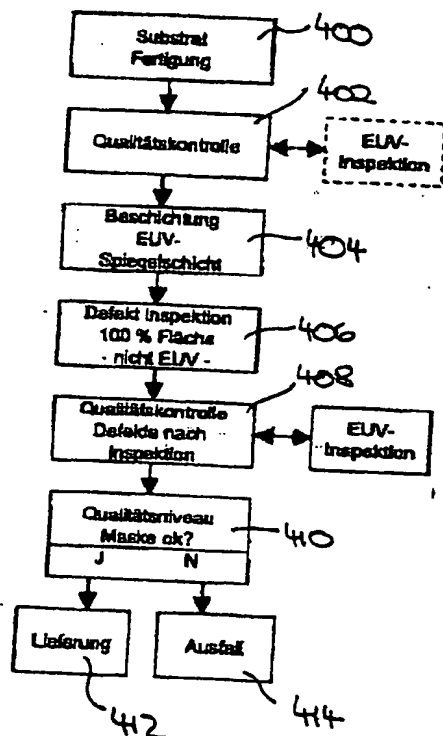 Substrat
Fertigung
400
402
Qualitätskontrolle
EUV-
Inspektion
Beschichtung
EUV-
Spiegelschicht
404
Defekt Inspektion
100 % Fläche
- nicht EUV -
406
408
Qualitätskontrolle
Defekte nach
Inspektion
EUV-
Inspektion
Qualitätsniveau
Maske ok?
J N
410
Lieferung
Ausfall
412
414